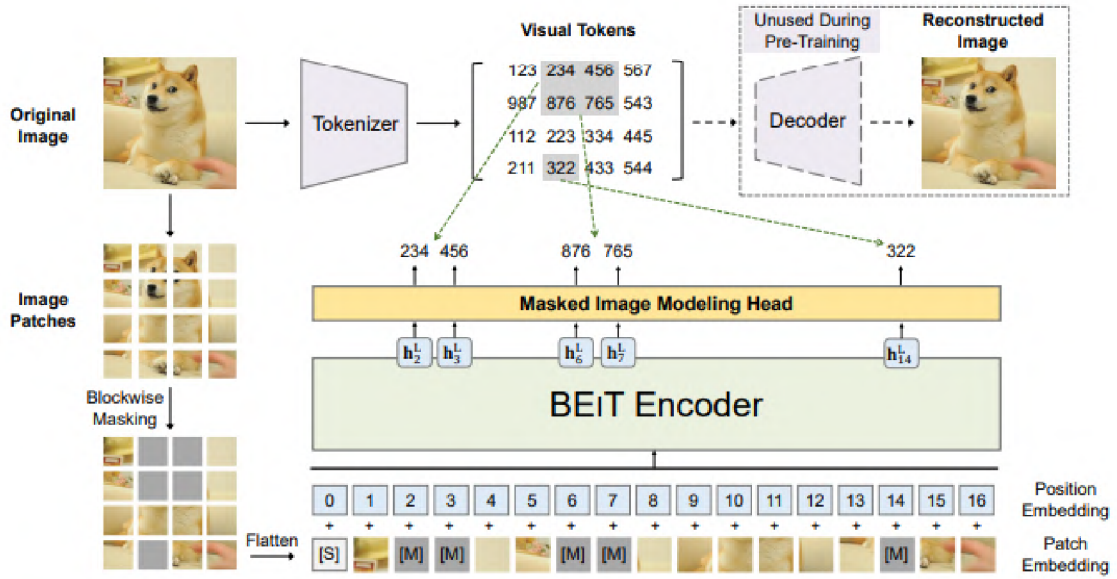 Unused During
Pre-Training
Reconstructed
Image
Visual Tokens
Original
Image
Tokenizer
123 234 456 567
987 876 765 543
112 223 334 445
211 322 433 544
Decoder
234 456 876 765 322
Image
Patches
Masked Image Modeling Head
h₂ᴸ h₃ᴸ h₆ᴸ h₇ᴸ h₁₄ᴸ
BEIT Encoder
Blockwise
Masking
0 1 2 3 4 5 6 7 8 9 10 11 12 13 14 15 16
Position
Embedding
+ + + + + + + + + + + + + + + + +
Flatten
[S] [M] [M] [M] [M] [M]
Patch
Embedding